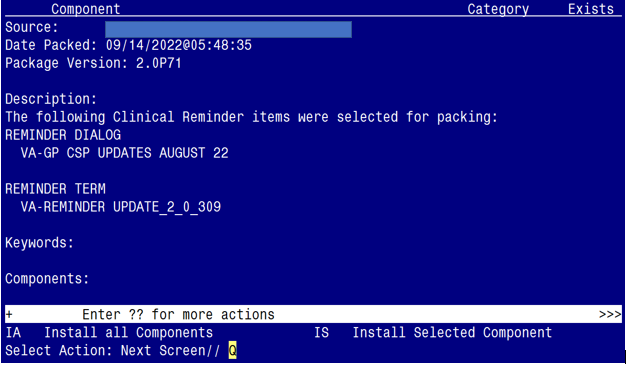 Component Category Exists
Source:
Date Packed: 09/14/2022@05:48:35
Package Version: 2.0P71
Description:
The following Clinical Reminder items were selected for packing:
REMINDER DIALOG
VA-GP CSP UPDATES AUGUST 22
REMINDER TERM
VA-REMINDER UPDATE_2_0_309
Keywords:
Components:
+ Enter ?? for more actions >>>
IA Install all Components IS Install Selected Component
Select Action: Next Screen// Q